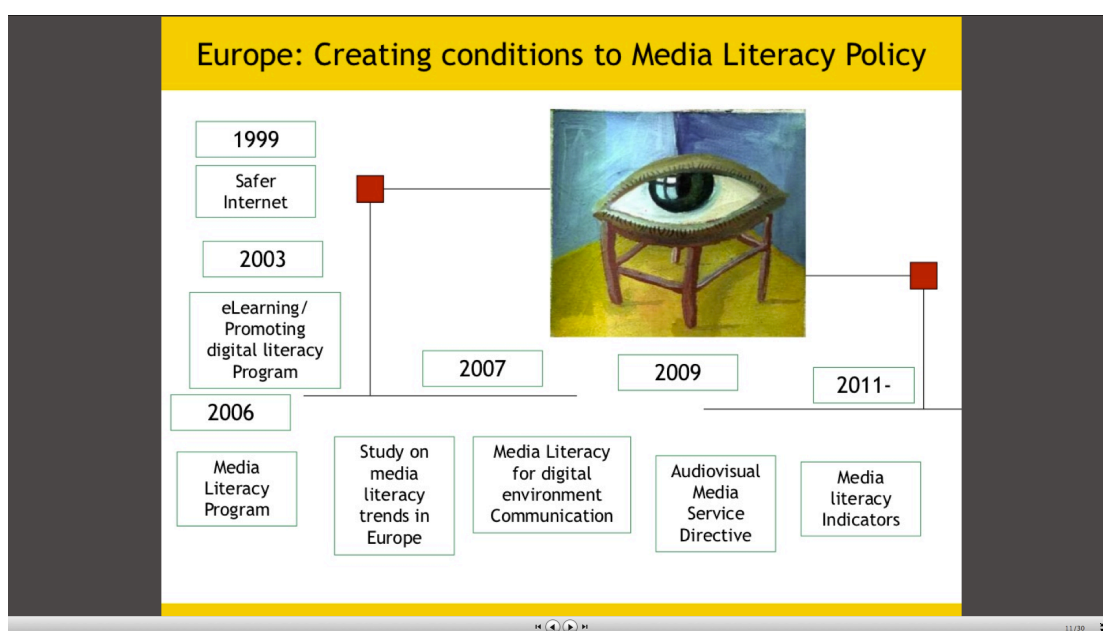 Europe: Creating conditions to Media Literacy Policy
1999
Safer
Internet
2003
eLearning/
Promoting
digital literacy
Program
2006
Media
Literacy
Program
2007
Study on
media
literacy
trends in
Europe
Media Literacy
for digital
environment
Communication
2009
Audiovisual
Media
Service
Directive
2011-
Media
literacy
Indicators
11/30